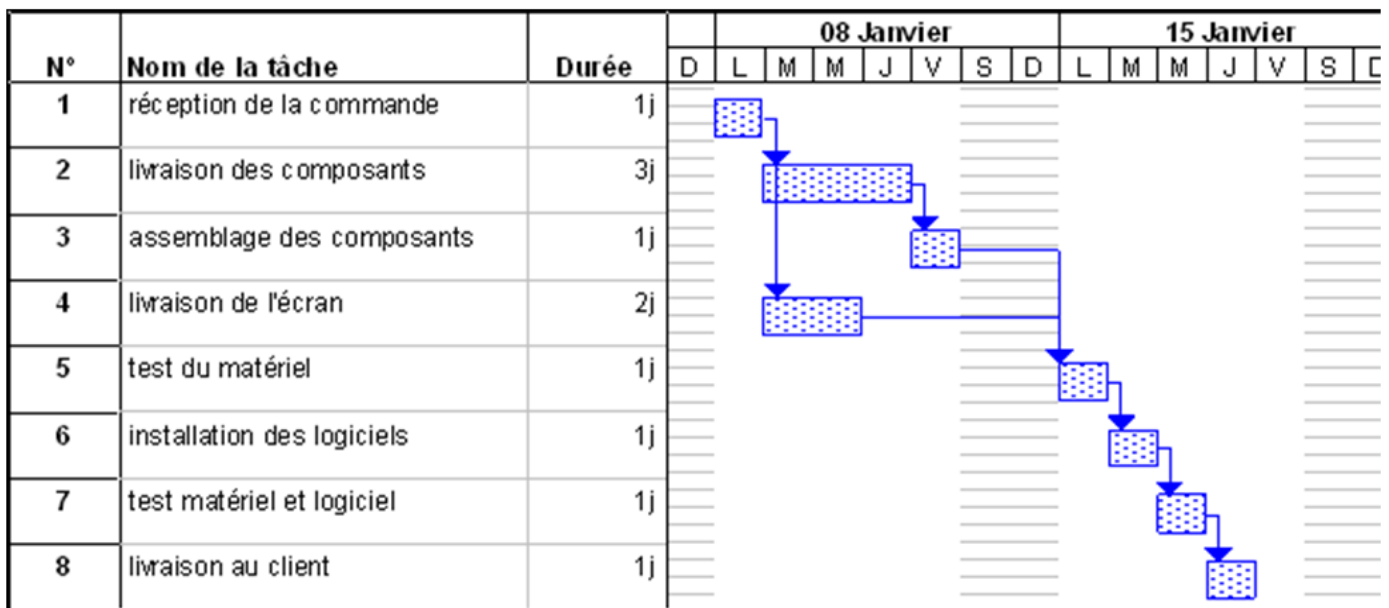 08 Janvier 15 Janvier
N° Nom de la tâche Durée D L M M J V S D L M M J V S D
1 réception de la commande 1j
2 livraison des composants 3j
3 assemblage des composants 1j
4 livraison de l'écran 2j
5 test du matériel 1j
6 installation des logiciels 1j
7 test matériel et logiciel 1j
8 livraison au client 1j